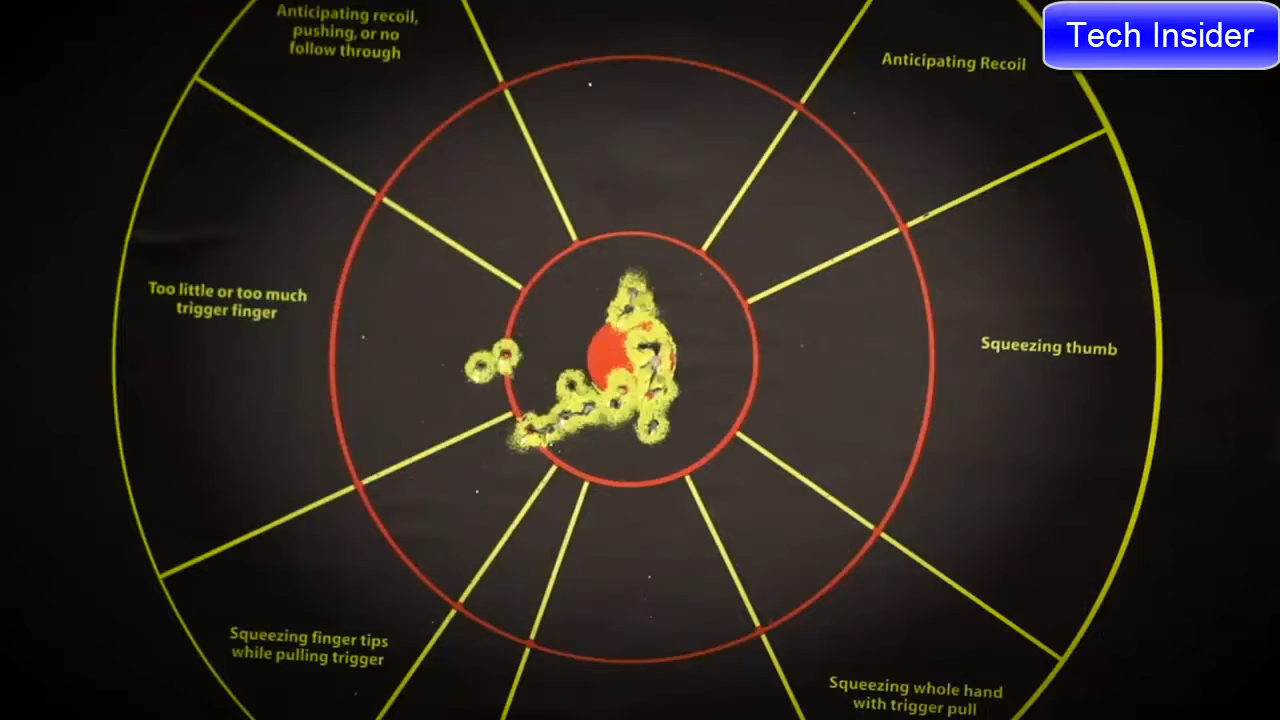 Anticipating recoil,
pushing, or no
follow through
Anticipating Recoil
Tech Insider
Too little or too much
trigger finger
Squeezing thumb
Squeezing finger tips
while pulling trigger
Squeezing whole hand
with trigger pull